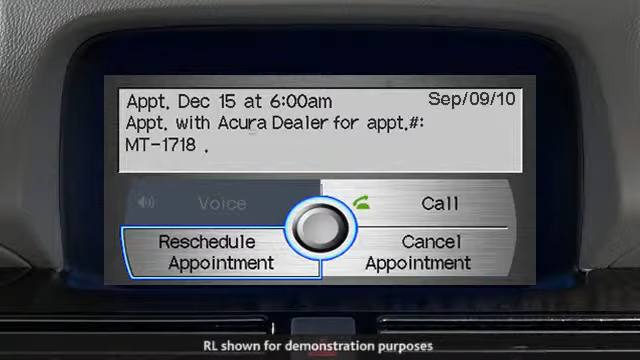 Appt. Dec 15 at 6:00am
Sep/09/10
Appt. with Acura Dealer for appt.#:
MT-1718 .
Voice
Call
Reschedule
Appointment
Cancel
Appointment
RL shown for demonstration purposes